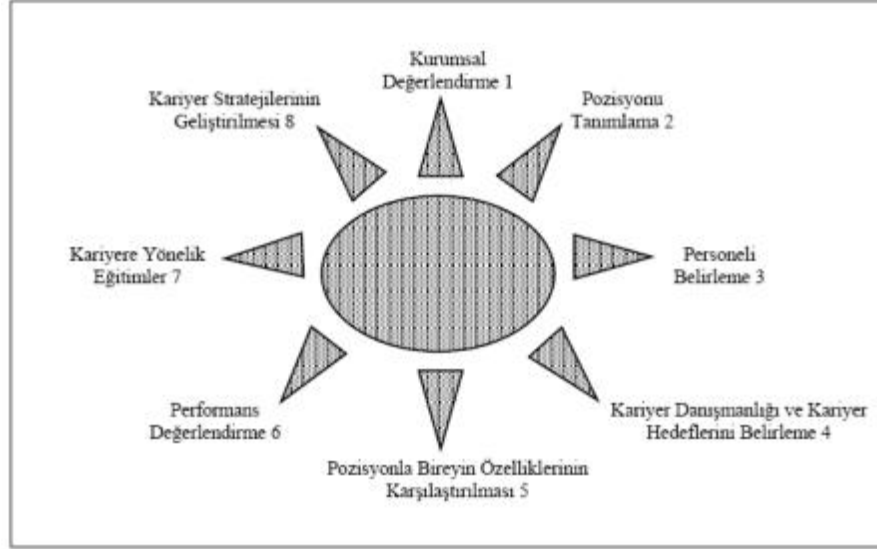 Kurumsal
Değerlendirme 1
Pozisyonu
Tanımlama 2
Personeli
Belirleme 3
Kariyer Danışmanlığı ve Kariyer
Hedeflerini Belirleme 4
Pozisyonla Bireyin Özelliklerinin
Karşılaştırılması 5
Performans
Değerlendirme 6
Kariyere Yönelik
Eğitimler 7
Kariyer Stratejilerinin
Geliştirilmesi 8